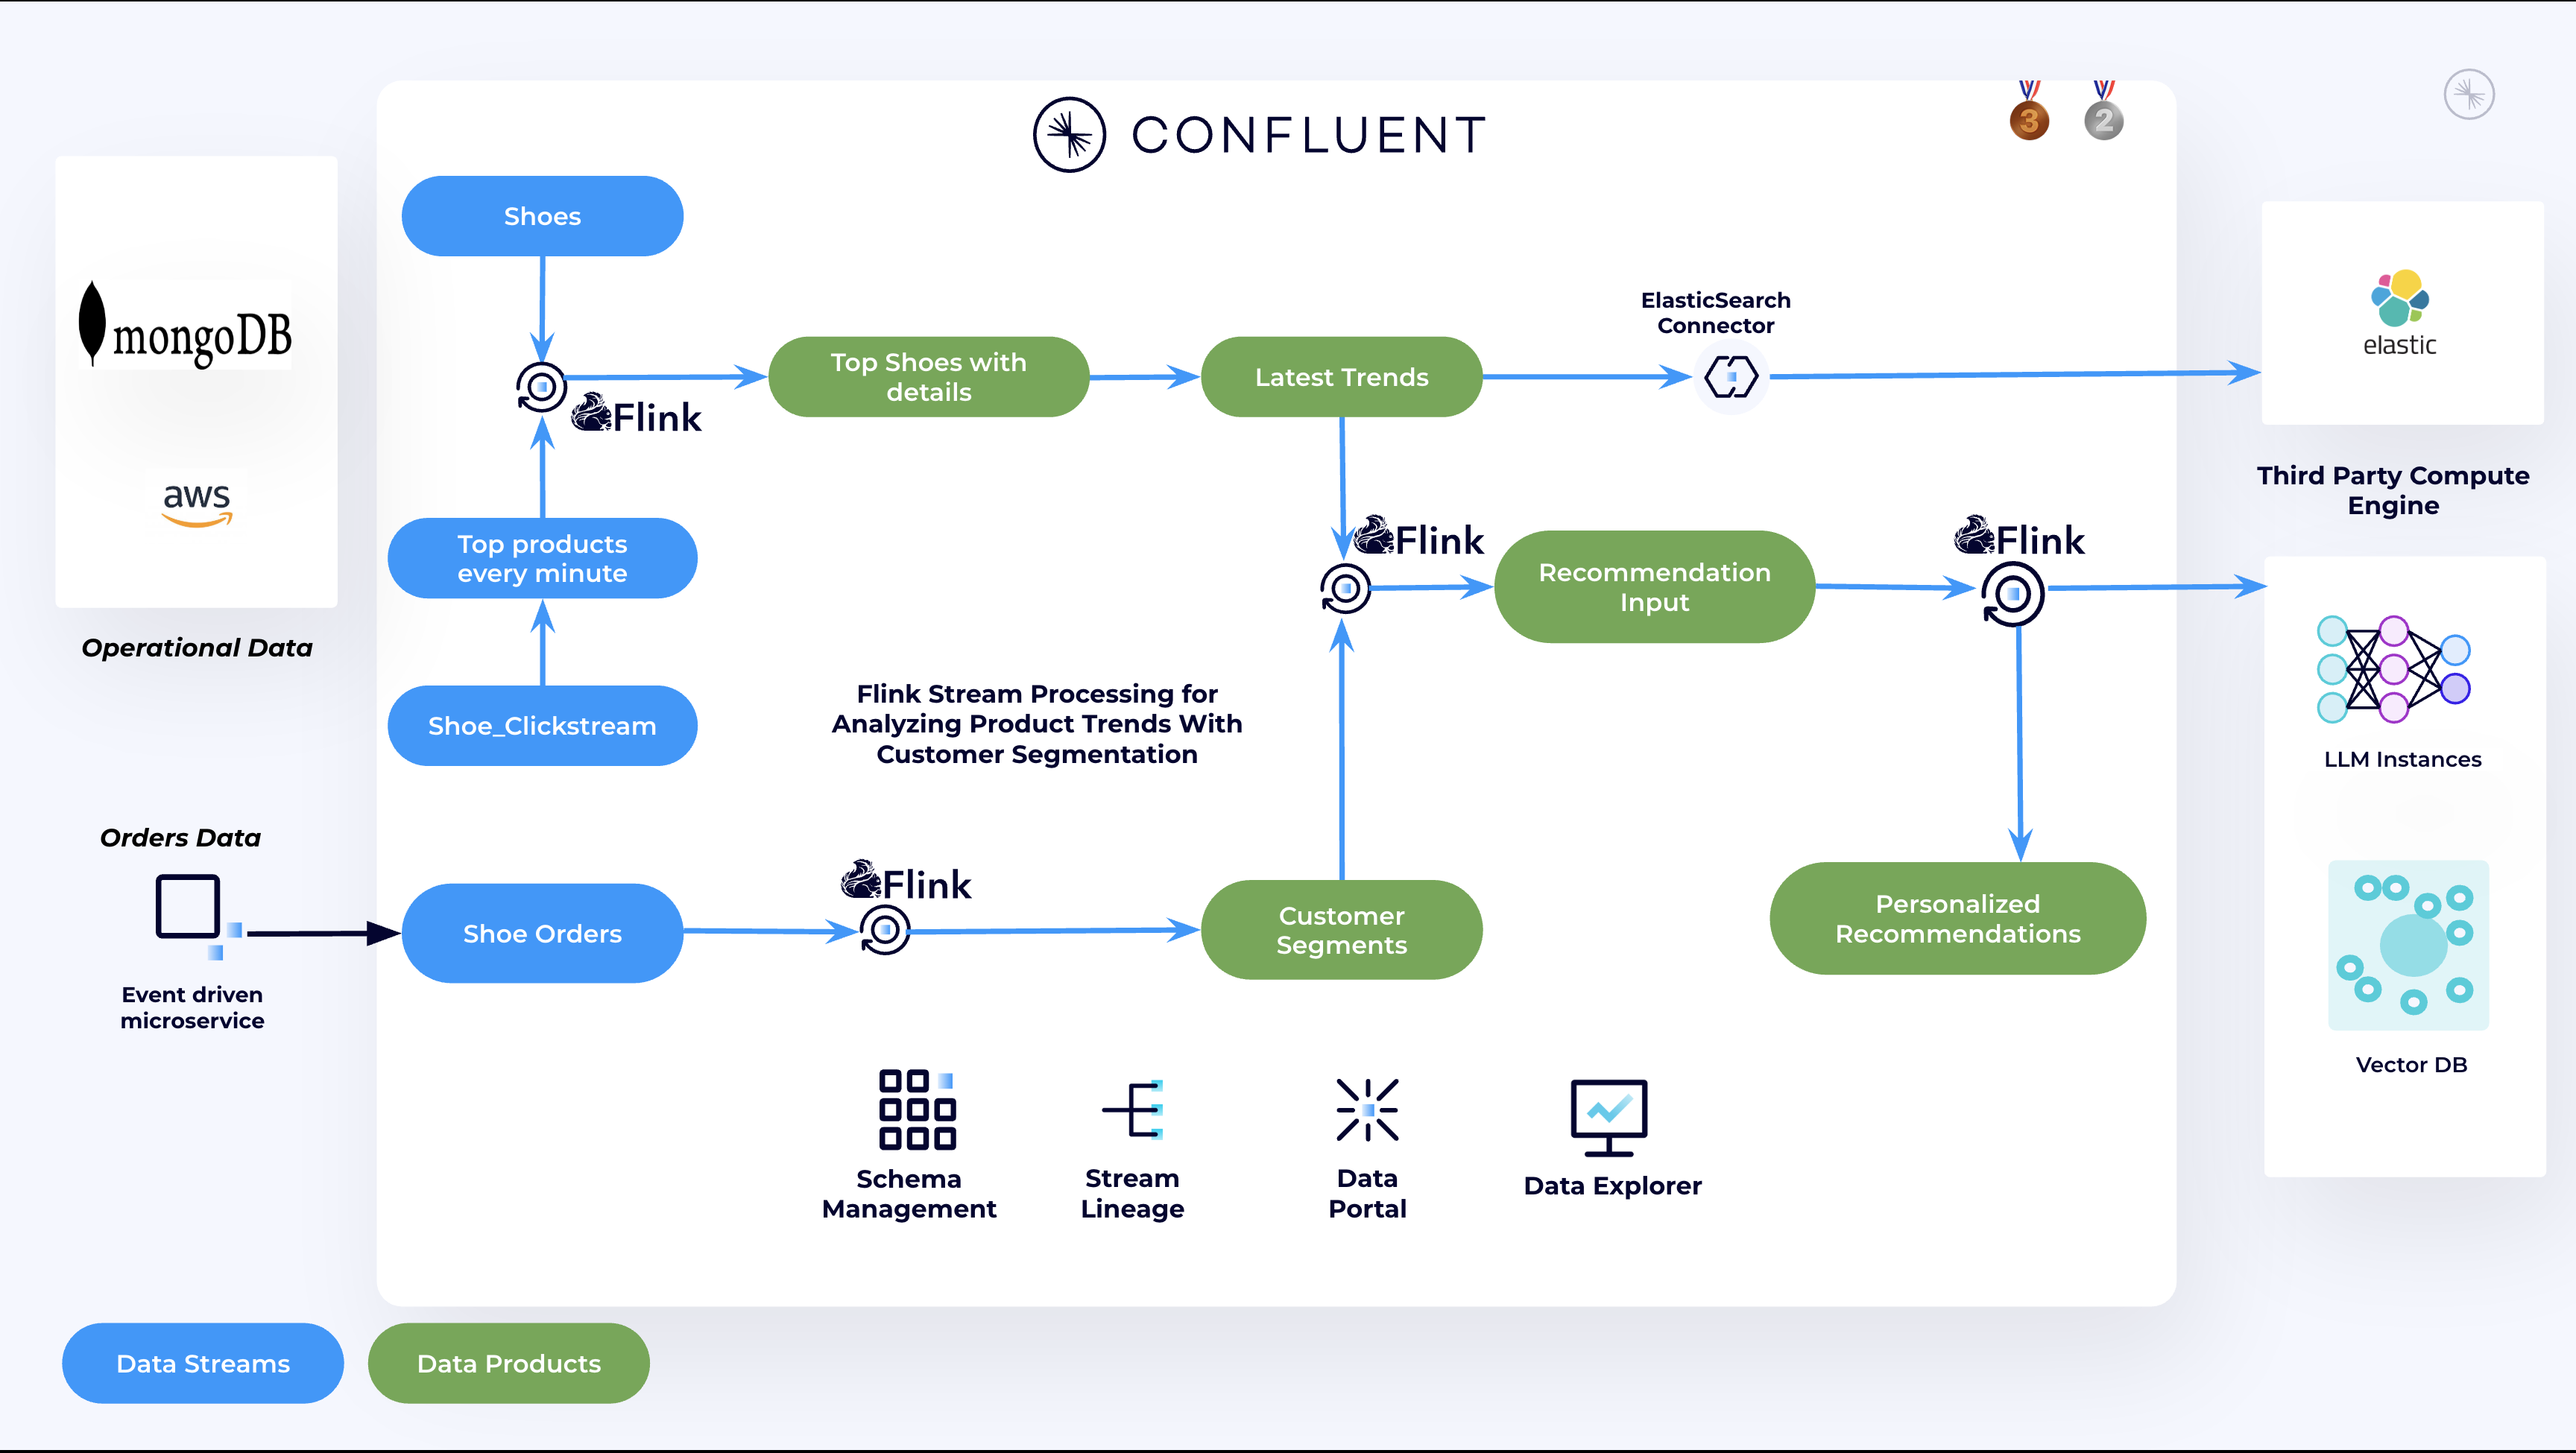 CONFLUENT
3
2
mongoDB
aws
Operational Data
Orders Data
Event driven
microservice
Shoes
Flink
Top products
every minute
Shoe_Clickstream
Shoe Orders
Top Shoes with
details
Latest Trends
ElasticSearch
Connector
Flink
Recommendation
Input
Flink
Flink Stream Processing for
Analyzing Product Trends With
Customer Segmentation
Flink
Customer
Segments
Personalized
Recommendations
elastic
Third Party Compute
Engine
LLM Instances
Vector DB
Schema
Management
Stream
Lineage
Data
Portal
Data Explorer
Data Streams
Data Products